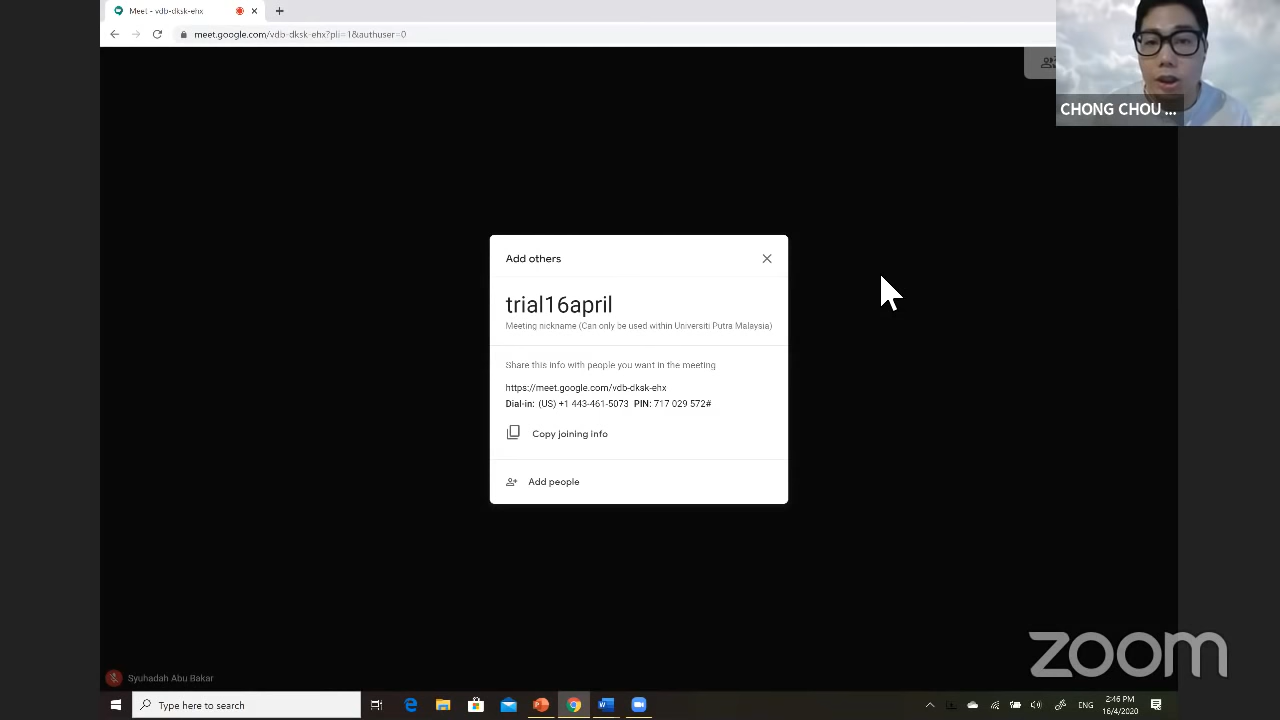 Meet - vdb-dksk-ehx
meet.google.com/vdb-dksk-ehx?pli=1&authuser=0
CHONG CHOU ...
Add others
trial16april
Meeting nickname (Can only be used within Universiti Putra Malaysia)
Share this info with people you want in the meeting
https://meet.google.com/vdb-dksk-ehx
Dial-in: (US) +1 443-461-5073 PIN: 717 029 572#
Copy joining info
Add people
zoom
Syuhadah Abu Bakar
Type here to search
ENG
2:46 PM
16/4/2020